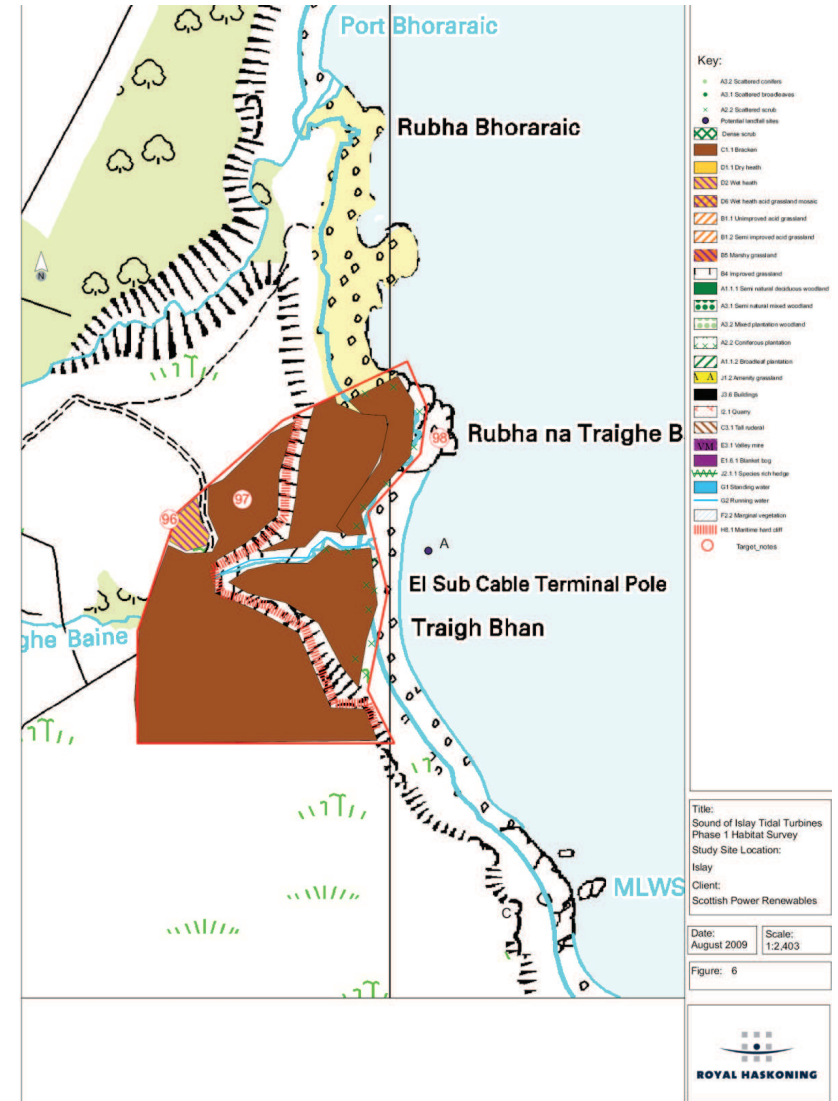 Port Bhoraraic
Rubha Bhoraraic
N
Rubha na Traighe B
98
97
96
A
El Sub Cable Terminal Pole
Traigh Bhan
ghe Baine
MLWS
C
Key:
A3.2 Scattered conifers
A3.1 Scattered broadleaves
A2.2 Scattered scrub
Potential landfall sites
Dense scrub
C1.1 Bracken
D1.1 Dry heath
D2 Wet heath
D6 Wet heath acid grassland mosaic
B1.1 Unimproved acid grassland
B1.2 Semi improved acid grassland
B5 Marshy grassland
B4 Improved grassland
A1.1.1 Semi natural deciduous woodland
A3.1 Semi natural mixed woodland
A3.2 Mixed plantation woodland
A2.2 Coniferous plantation
A1.1.2 Broadleaf plantation
A A J1.2 Amenity grassland
J3.6 Buildings
I2.1 Quarry
C3.1 Tall ruderal
VM E3.1 Valley mire
E1.6.1 Blanket bog
J2.1.1 Species rich hedge
G1 Standing water
G2 Running water
F2.2 Marginal vegetation
H8.1 Maritime hard cliff
Target_notes
Title:
Sound of Islay Tidal Turbines
Phase 1 Habitat Survey
Study Site Location:
Islay
Client:
Scottish Power Renewables
Date:
August 2009
Scale:
1:2,403
Figure: 6
ROYAL HASKONING